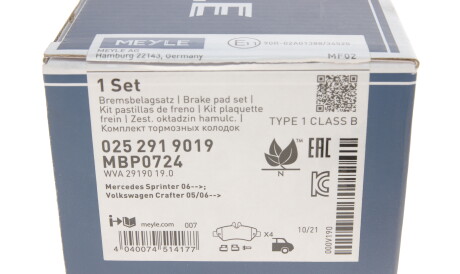 MEYLE
MEYLE AG
Hamburg 22143, Germany
MF02
1 Set
Bremsbelagsatz | Brake pad set |
Kit pastillas de freno | Kit plaquette
frein | Zest. okładzin hamulc. |
Комплект тормозных колодок
TYPE 1 CLASS B
025 291 9019
MBP0724
WVA 29190 19.0
N
EAC
Mercedes Sprinter 06-->;
Volkswagen Crafter 05/06-->
meyle.com
007
X4
10/21
000V190
4 040074 514177